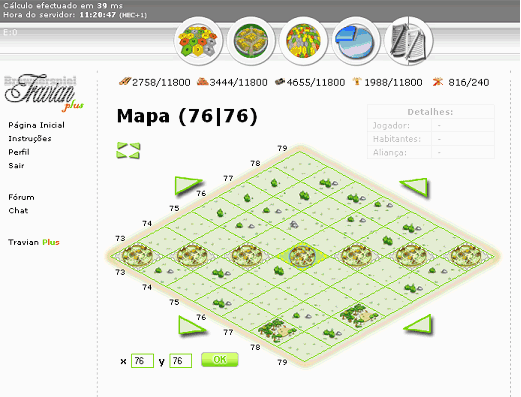 Cálculo efectuado em 39 ms
Hora do servidor: 11:20:47 (HEC+1)
E:0
2758/11800 3444/11800 4655/11800 1988/11800 816/240
Browserspiel
Travian
plus
Mapa (76|76)
Detalhes:
Jogador: -
Habitantes: -
Aliança: -
Página Inicial
Instruções
Perfil
Sair
Fórum
Chat
Travian Plus
79
78
77
76
75
74
73
73
74
75
76
77
78
79
x 76 y 76 OK